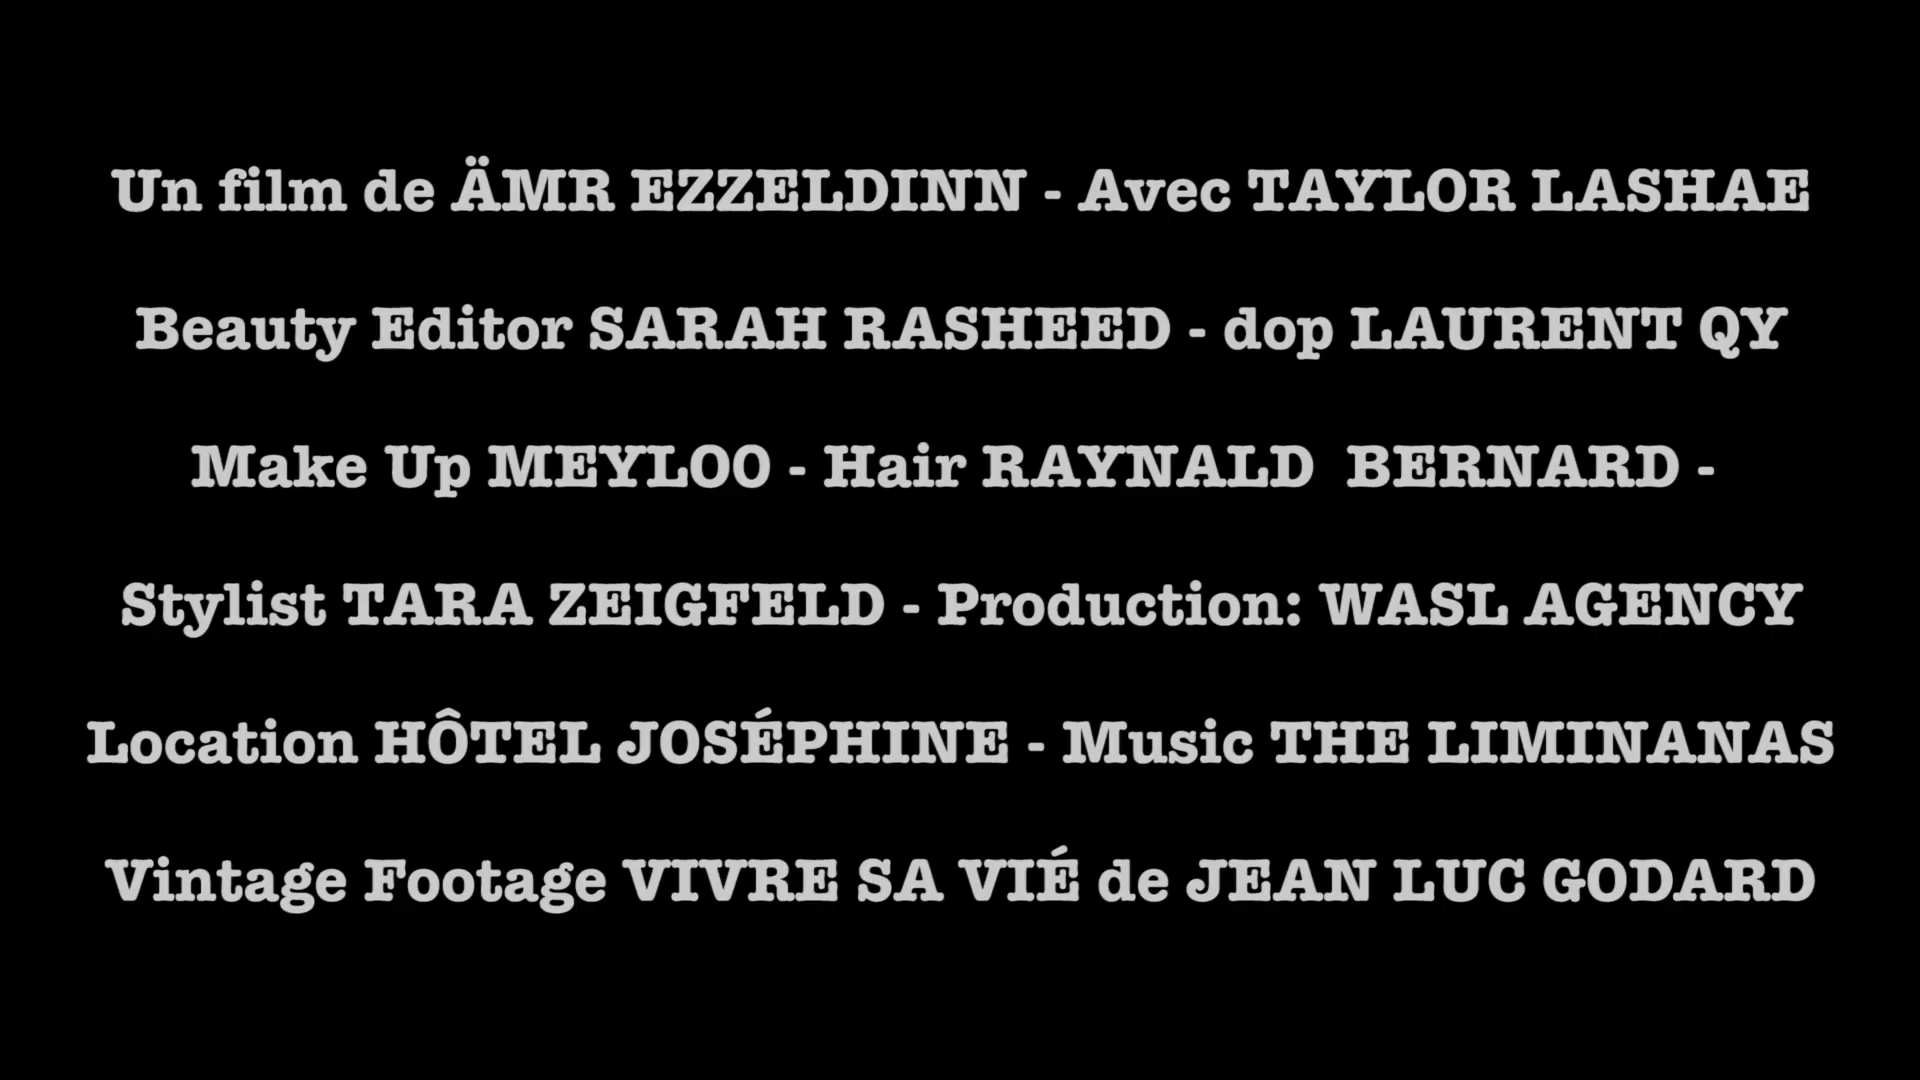 Un film de ÄMR EZZELDINN - Avec TAYLOR LASHAE
Beauty Editor SARAH RASHEED - dop LAURENT QY
Make Up MEYLOO - Hair RAYNALD  BERNARD -
Stylist TARA ZEIGFELD - Production: WASL AGENCY
Location HÔTEL JOSÉPHINE - Music THE LIMINANAS
Vintage Footage VIVRE SA VIÉ de JEAN LUC GODARD